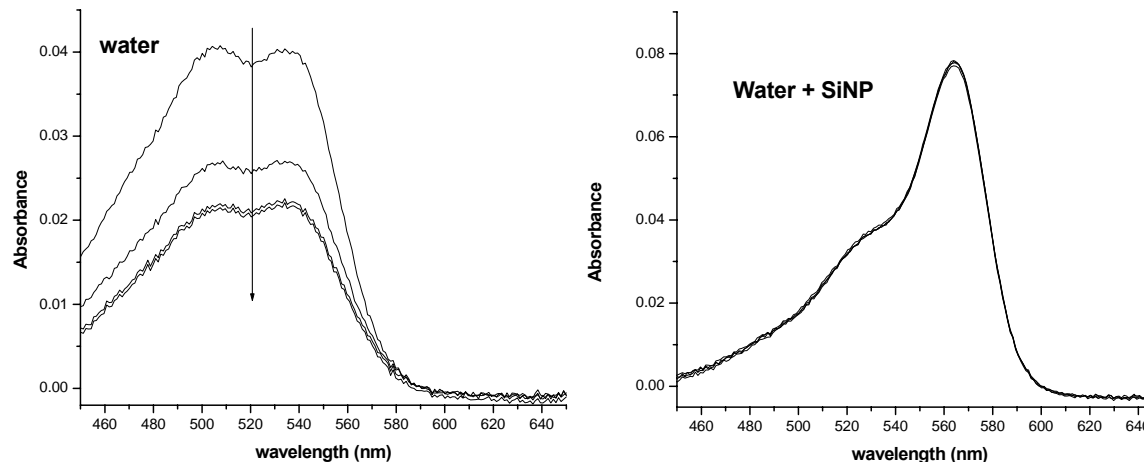 water
0.04
0.03
0.02
0.01
0.00
Absorbance
460 480 500 520 540 560 580 600 620 640
wavelength (nm)
Water + SiNP
0.08
0.06
0.04
0.02
0.00
Absorbance
460 480 500 520 540 560 580 600 620
wavelength (nm)